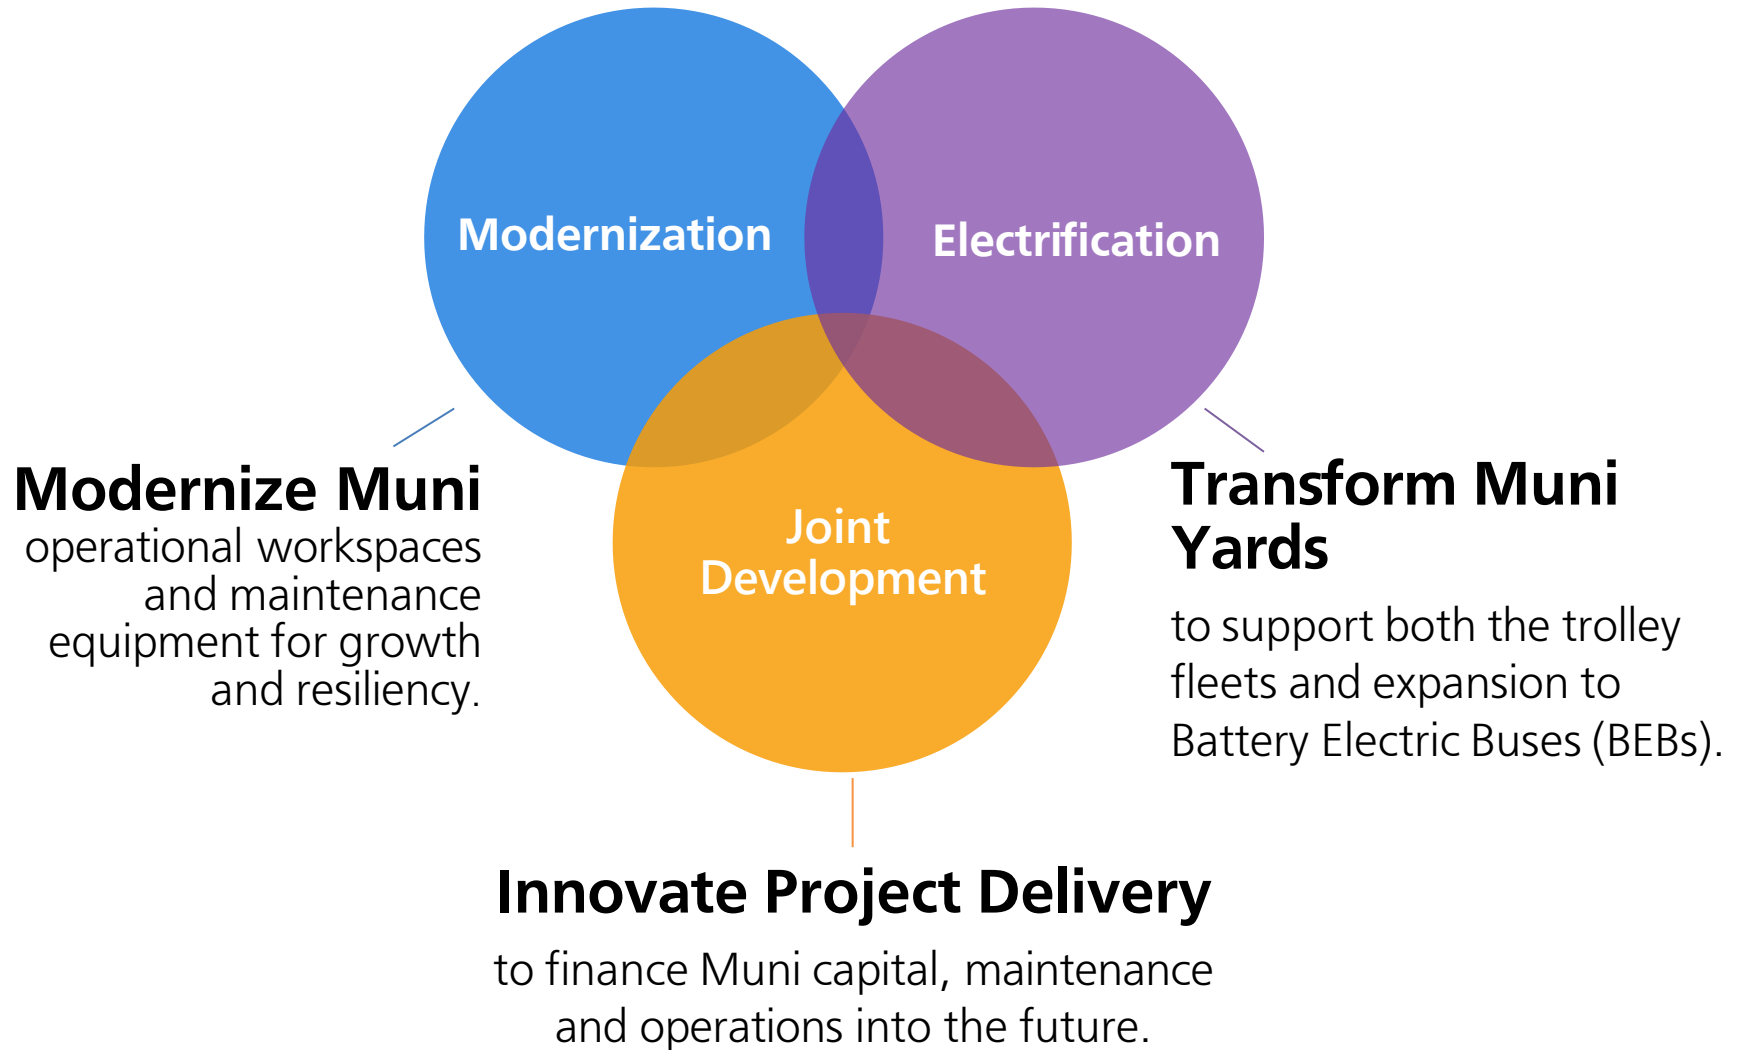 Modernization
Electrification
Joint
Development
Modernize Muni
operational workspaces
and maintenance
equipment for growth
and resiliency.
Transform Muni
Yards
to support both the trolley
fleets and expansion to
Battery Electric Buses (BEBs).
Innovate Project Delivery
to finance Muni capital, maintenance
and operations into the future.